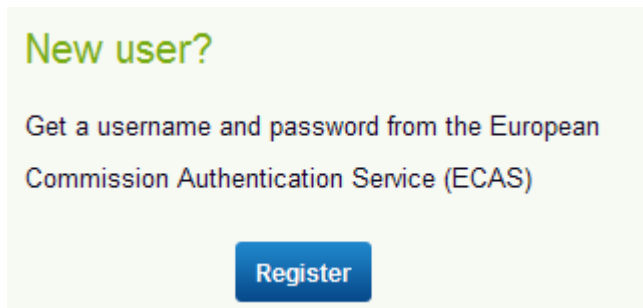 New user?
Get a username and password from the European
Commission Authentication Service (ECAS)
Register